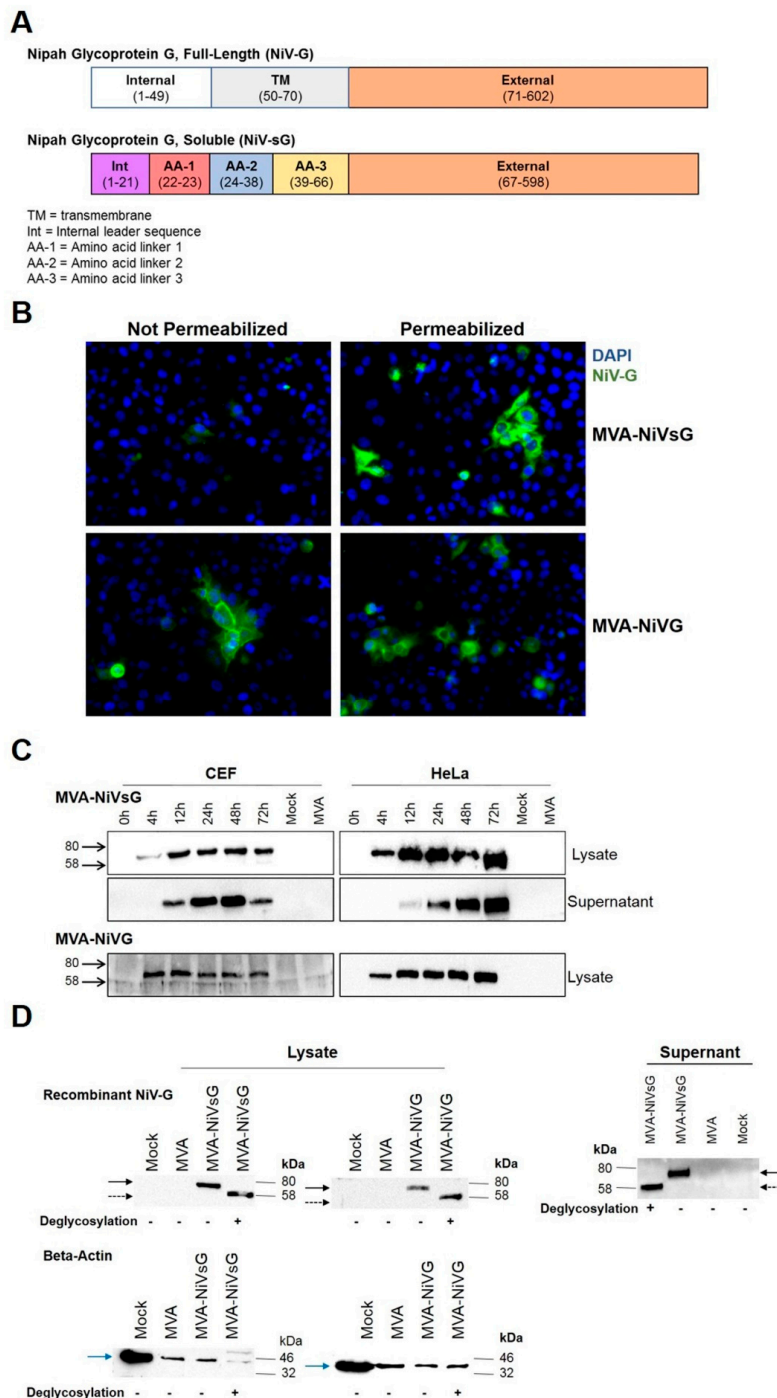 A
Nipah Glycoprotein G, Full-Length (NiV-G)
Internal TM External
(1-49) (50-70) (71-602)
Nipah Glycoprotein G, Soluble (NiV-sG)
Int AA-1 AA-2 AA-3 External
(1-21) (22-23) (24-38) (39-66) (67-598)
TM = transmembrane
Int = Internal leader sequence
AA-1 = Amino acid linker 1
AA-2 = Amino acid linker 2
AA-3 = Amino acid linker 3
B
Not Permeabilized Permeabilized
DAPI
NiV-G
MVA-NiVsG
MVA-NiVG
C
CEF HeLa
MVA-NiVsG
0h 4h 12h 24h 48h 72h Mock MVA 0h 4h 12h 24h 48h 72h Mock MVA
80
58
Lysate
Supernatant
MVA-NiVG
80
58
Lysate
D
Lysate Supernant
Recombinant NiV-G
Mock MVA MVA-NiVsG MVA-NiVsG kDa
80
58
Deglycosylation - - - +
Mock MVA MVA-NiVG MVA-NiVG kDa
80
58
- - - +
MVA-NiVsG MVA-NiVsG MVA Mock
kDa
80
58
Deglycosylation + - - -
Beta-Actin
Mock MVA MVA-NiVsG MVA-NiVsG kDa
46
32
Deglycosylation - - - +
Mock MVA MVA-NiVG MVA-NiVG kDa
46
32
- - - +